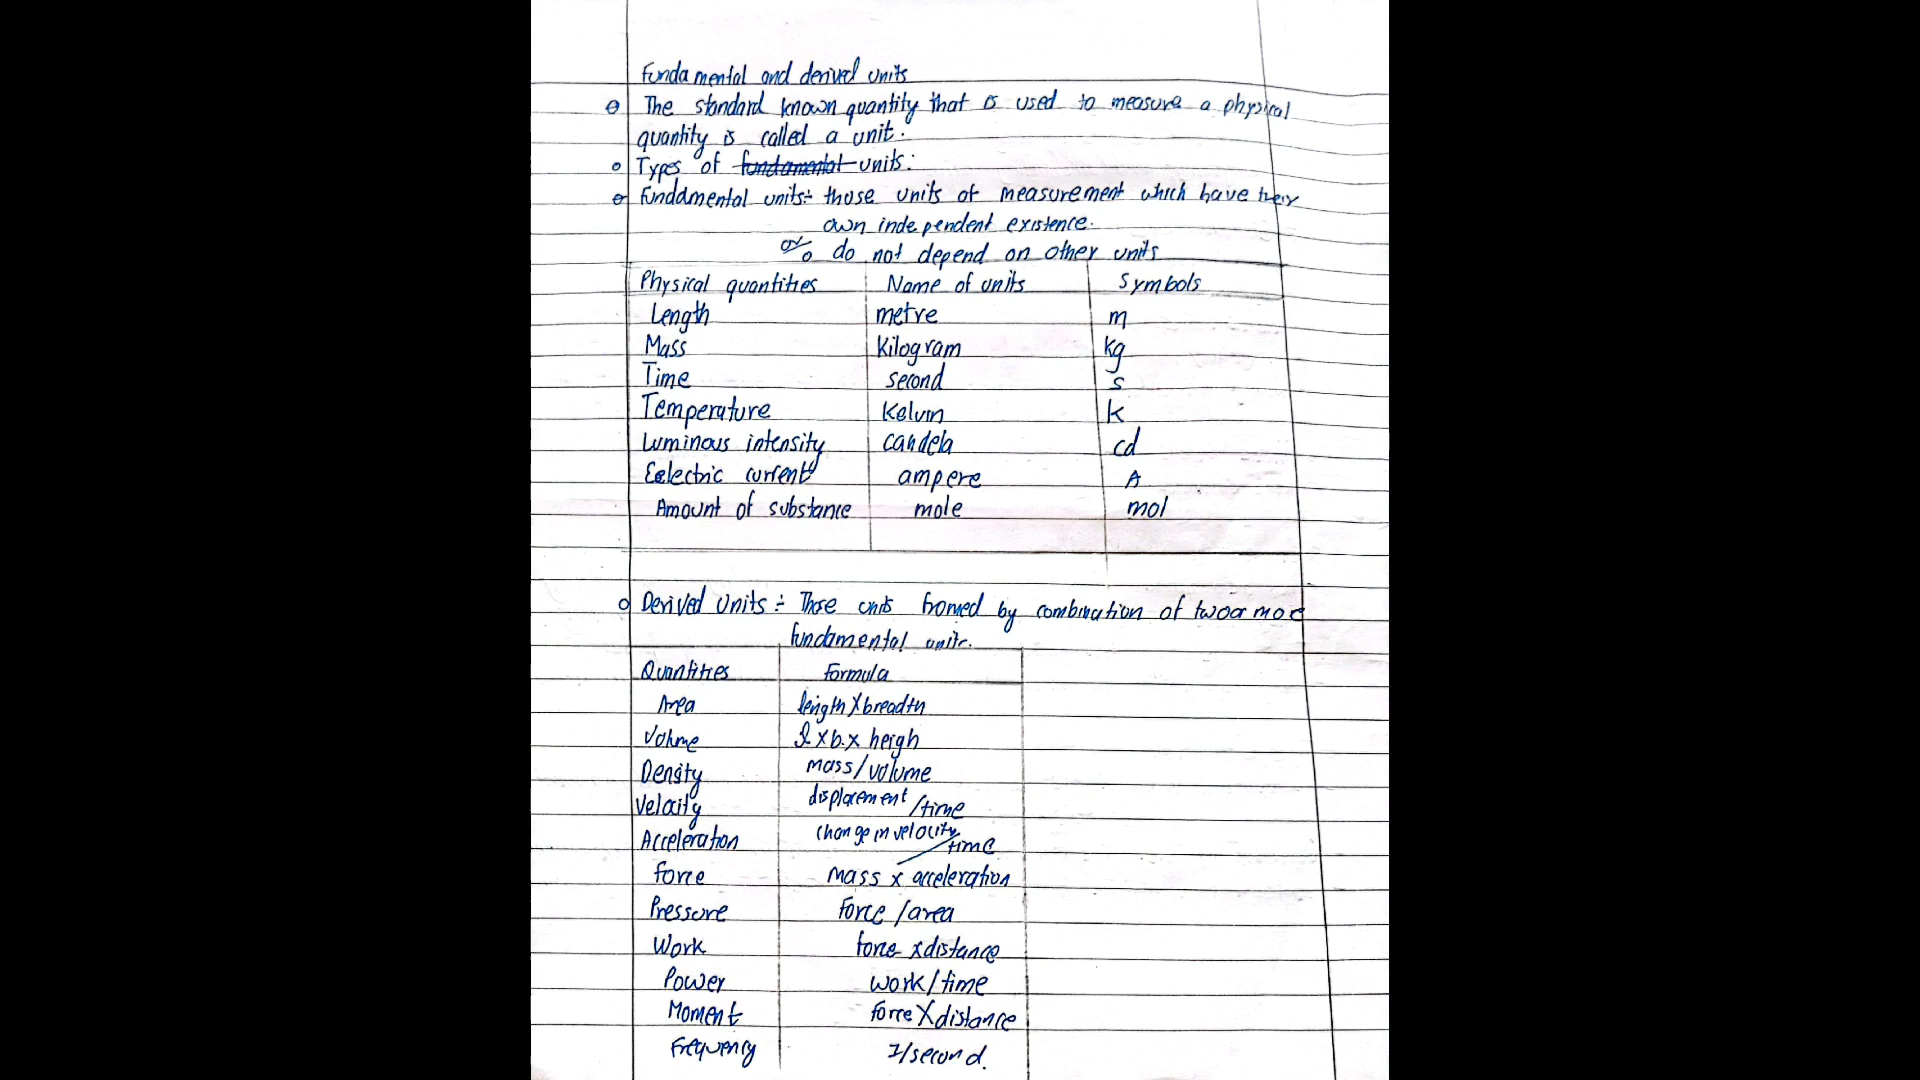 Fundamental and derived units
The standard known quantity that is used to measure a physical
quantity is called a unit.
Types of fundamental units:
Funddmental units:- those units of measurement which have their
own independent existence.
or do not depend on other units
Physical quantities Name of units Symbols
Length metre m
Mass Kilogram kg
Time second s
Temperature Kelvin k
Luminous intensity candela cd
Eelectric current ampere A
Amount of substance mole mol
Derived Units :- Those units fromed by combination of two or more
fundamental units.
Quantities Formula
Area length X breadth
Volume l x b. x heigh
Density mass/volume
Velocity displacement/time
Acceleration change in velocity/time
Force mass x acceleration
Pressure Force /area
Work force x distance
Power work/time
Moment force X distance
Frequency 1/second.